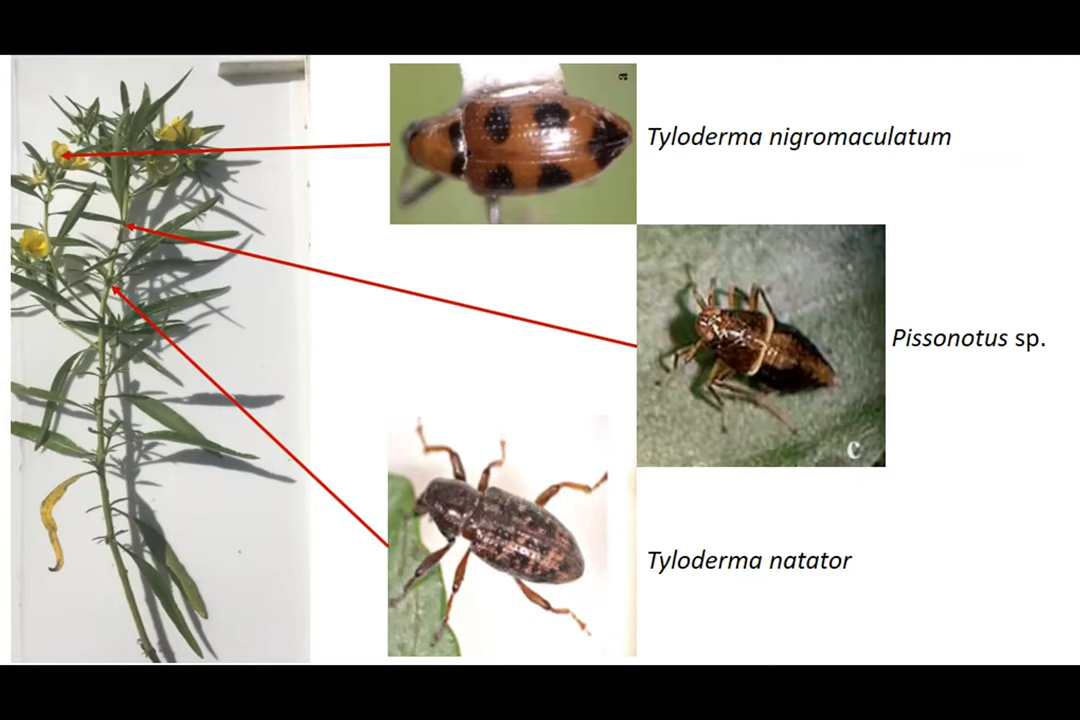 a
Tyloderma nigromaculatum
Pissonotus sp.
c
Tyloderma natator